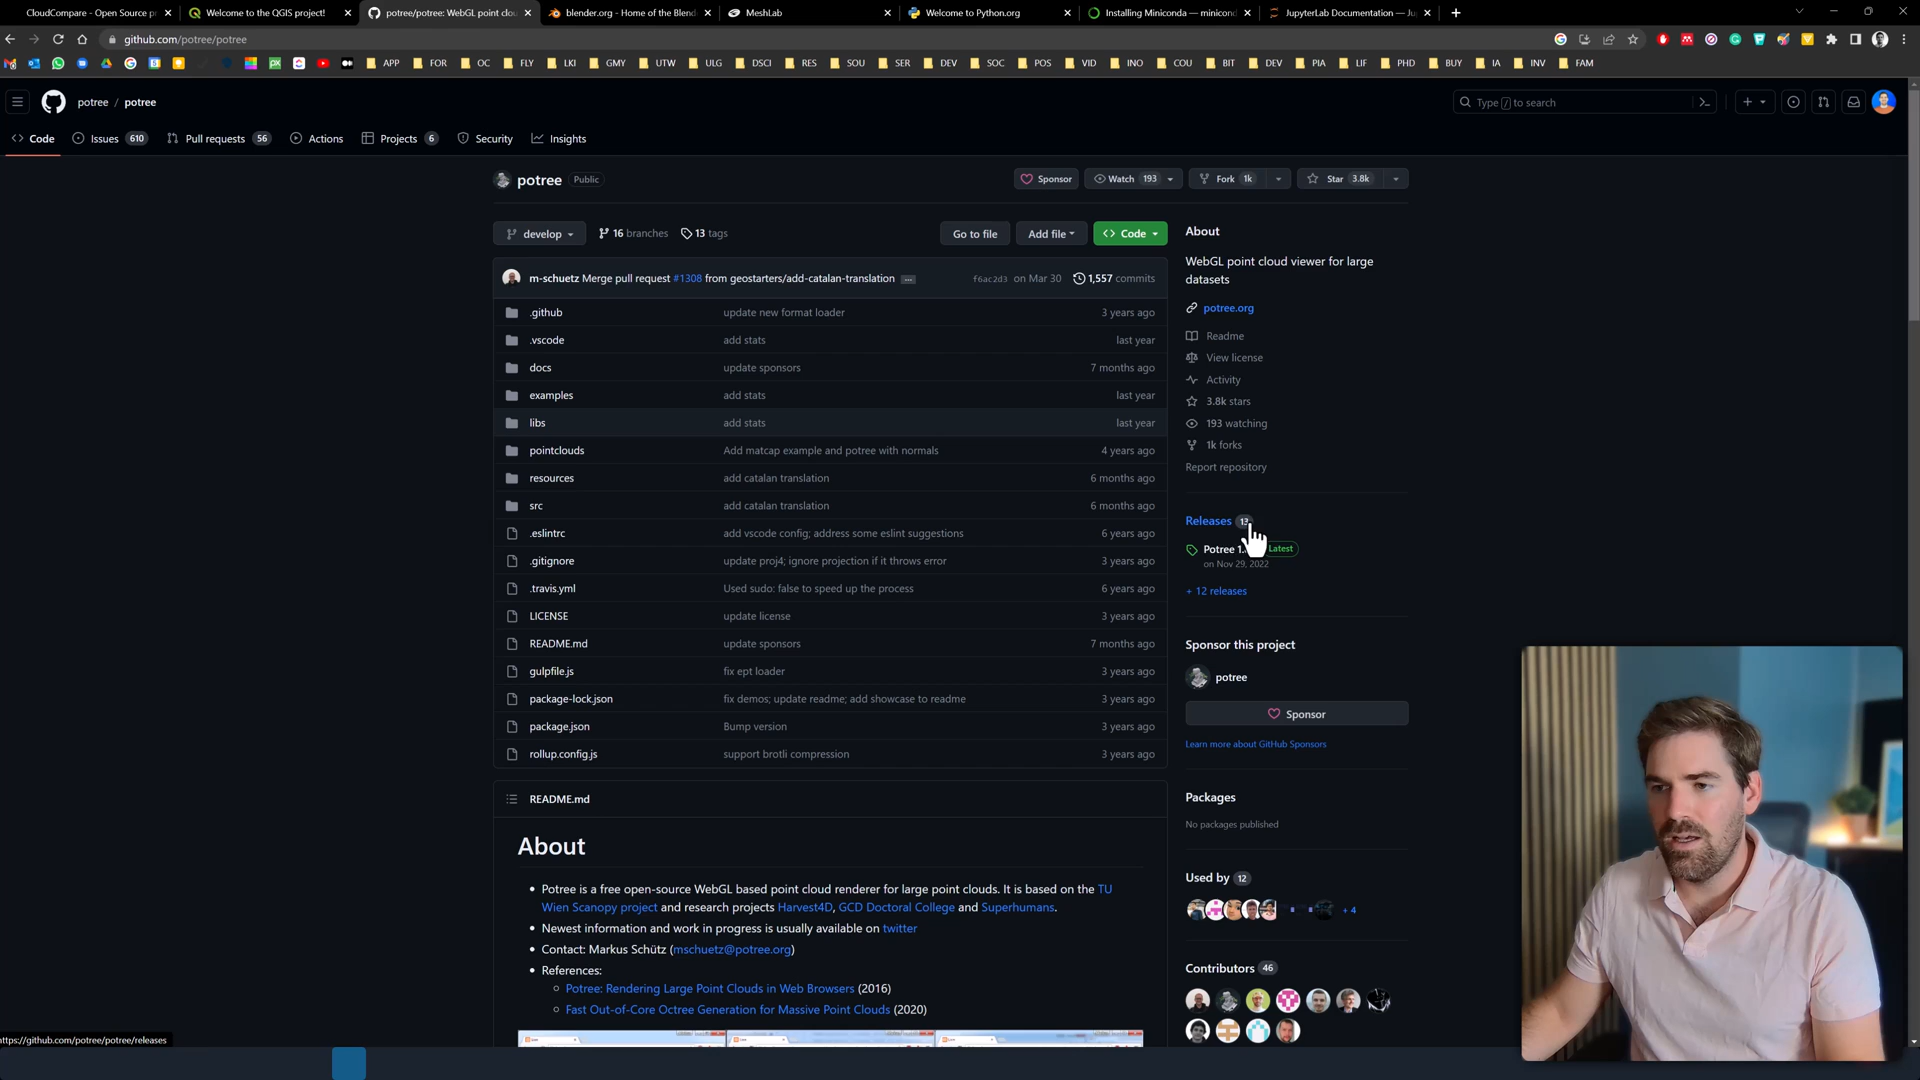 CloudCompare - Open Source p
Welcome to the QGIS project!
potree/potree: WebGL point clou
blender.org - Home of the Blend
MeshLab
Welcome to Python.org
Installing Miniconda — minicond
JupyterLab Documentation — Ju
github.com/potree/potree
APP
FOR
OC
FLY
LKI
GMY
UTW
ULG
DSCI
RES
SOU
SER
DEV
SOC
POS
VID
INO
COU
BIT
DEV
PIA
LIF
PHD
BUY
IA
INV
FAM
potree / potree
Type / to search
Code
Issues 610
Pull requests 56
Actions
Projects 6
Security
Insights
potree Public
Sponsor
Watch 193
Fork 1k
Star 3.8k
develop
16 branches
13 tags
Go to file
Add file
Code
m-schuetz Merge pull request #1308 from geostarters/add-catalan-translation ... f6ac2d3 on Mar 30 1,557 commits
.github update new format loader 3 years ago
.vscode add stats last year
docs update sponsors 7 months ago
examples add stats last year
libs add stats last year
pointclouds Add matcap example and potree with normals 4 years ago
resources add catalan translation 6 months ago
src add catalan translation 6 months ago
.eslintrc add vscode config; address some eslint suggestions 6 years ago
.gitignore update proj4; ignore projection if it throws error 3 years ago
.travis.yml Used sudo: false to speed up the process 6 years ago
LICENSE update license 3 years ago
README.md update sponsors 7 months ago
gulpfile.js fix ept loader 3 years ago
package-lock.json fix demos; update readme; add showcase to readme 3 years ago
package.json Bump version 3 years ago
rollup.config.js support brotli compression 3 years ago
README.md
About
• Potree is a free open-source WebGL based point cloud renderer for large point clouds. It is based on the TU
Wien Scanopy project and research projects Harvest4D, GCD Doctoral College and Superhumans.
• Newest information and work in progress is usually available on twitter
• Contact: Markus Schütz (mschuetz@potree.org)
• References:
Potree: Rendering Large Point Clouds in Web Browsers (2016)
Fast Out-of-Core Octree Generation for Massive Point Clouds (2020)
About
WebGL point cloud viewer for large
datasets
potree.org
Readme
View license
Activity
3.8k stars
193 watching
1k forks
Report repository
Releases 13
Potree 1. Latest
on Nov 29, 2022
+ 12 releases
Sponsor this project
potree
Sponsor
Learn more about GitHub Sponsors
Packages
No packages published
Used by 12
+ 4
Contributors 46
https://github.com/potree/potree/releases